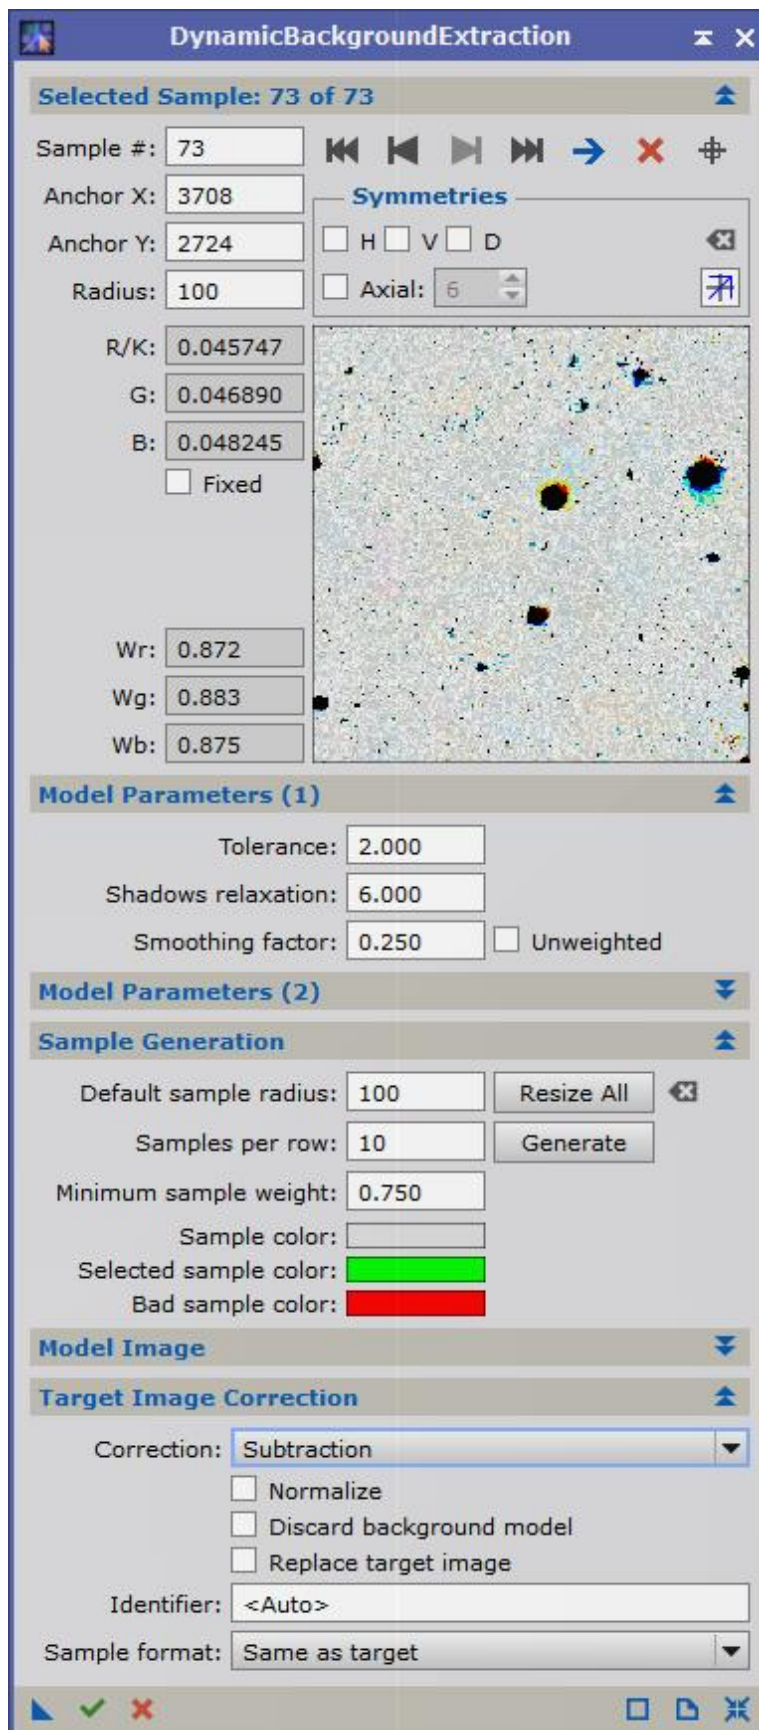 DynamicBackgroundExtraction
Selected Sample: 73 of 73
Sample #: 73
Anchor X: 3708
Symmetries
Anchor Y: 2724
H V D
Radius: 100
Axial: 6
R/K: 0.045747
G: 0.046890
B: 0.048245
Fixed
Wr: 0.872
Wg: 0.883
Wb: 0.875
Model Parameters (1)
Tolerance: 2.000
Shadows relaxation: 6.000
Smoothing factor: 0.250 Unweighted
Model Parameters (2)
Sample Generation
Default sample radius: 100 Resize All
Samples per row: 10 Generate
Minimum sample weight: 0.750
Sample color:
Selected sample color:
Bad sample color:
Model Image
Target Image Correction
Correction: Subtraction
Normalize
Discard background model
Replace target image
Identifier: <Auto>
Sample format: Same as target